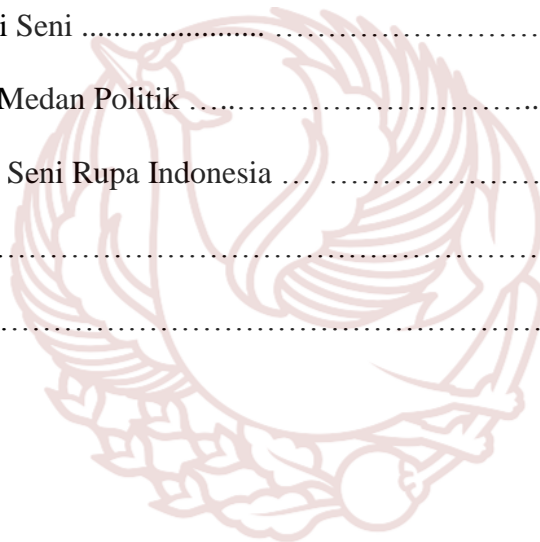 i Seni ...................... ……………………
Medan Politik …..………………………..
Seni Rupa Indonesia … …………………
……………………………………………
……………………………………………